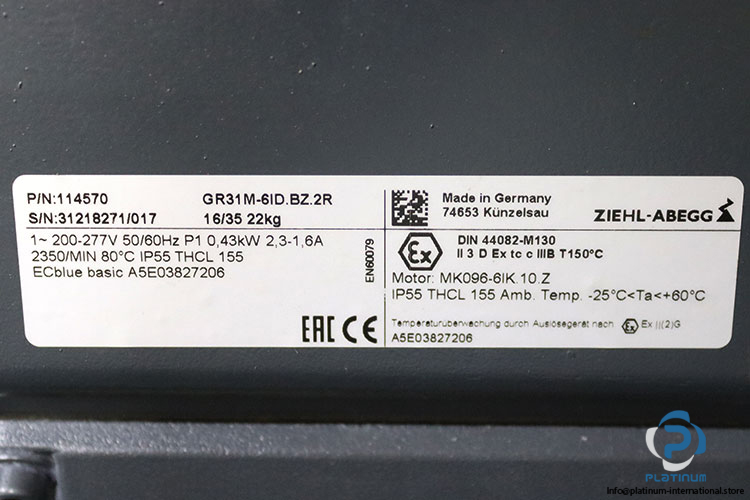 P/N:114570 GR31M-6ID.BZ.2R
S/N:31218271/017 16/35 22kg
1~ 200-277V 50/60Hz P1 0,43kW 2,3-1,6A
2350/MIN 80°C IP55 THCL 155
ECblue basic A5E03827206
EAC CE
EN60079
Made in Germany
74653 Künzelsau
ZIEHL-ABEGG
Ex
DIN 44082-M130
II 3 D Ex tc c IIIB T150°C
Motor: MK096-6IK.10.Z
IP55 THCL 155 Amb. Temp. -25°C<Ta<+60°C
Temperaturüberwachung durch Auslösegerät nach Ex Ex II(2)G
A5E03827206
PLATINUM
info@platinum-international.store